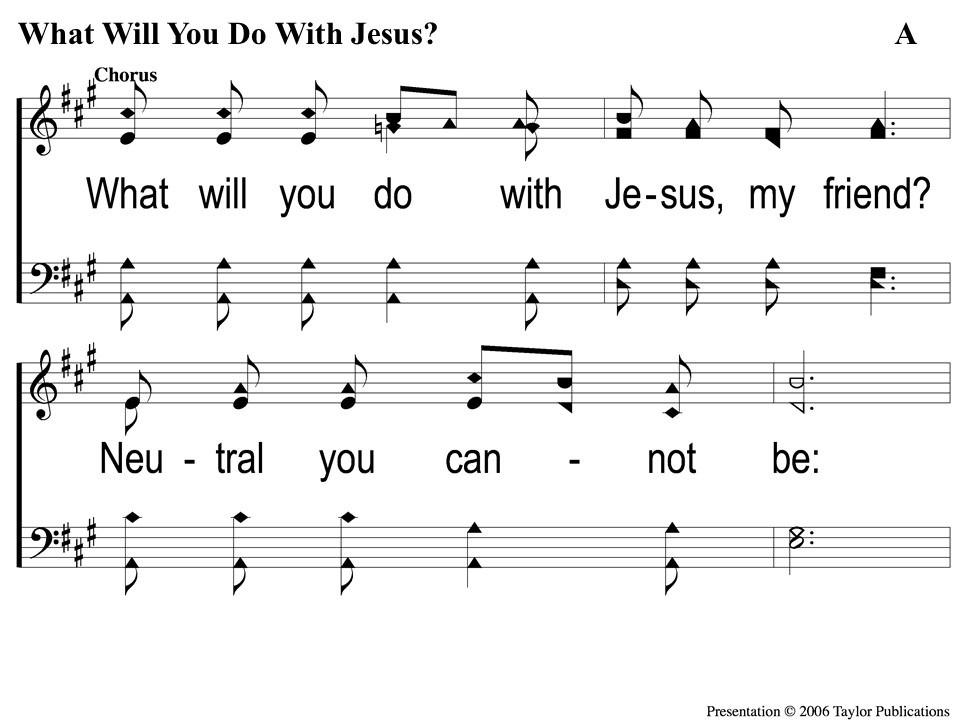 What Will You Do With Jesus? A
Chorus
What will you do with Je-sus, my friend?
Neu - tral you can - not be:
Presentation © 2006 Taylor Publications